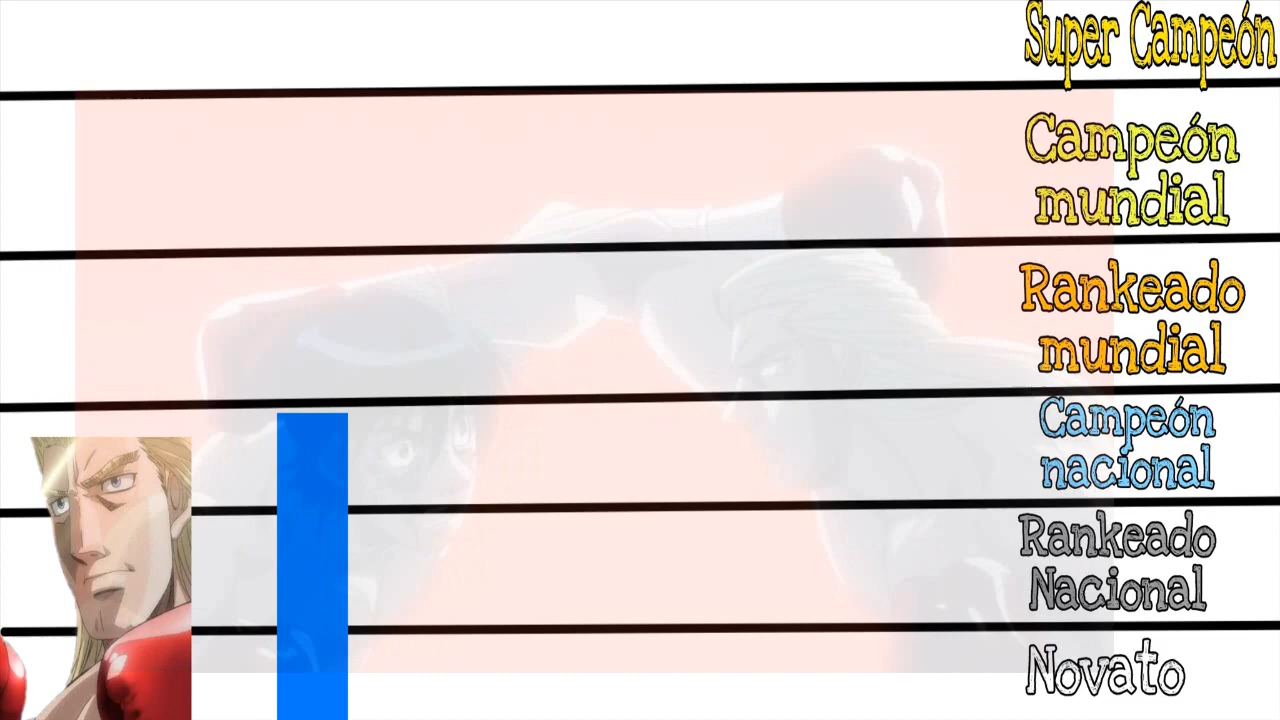 Super Campeón
Campeón
mundial
Rankeado
mundial
Campeón
nacional
Rankeado
Nacional
Novato